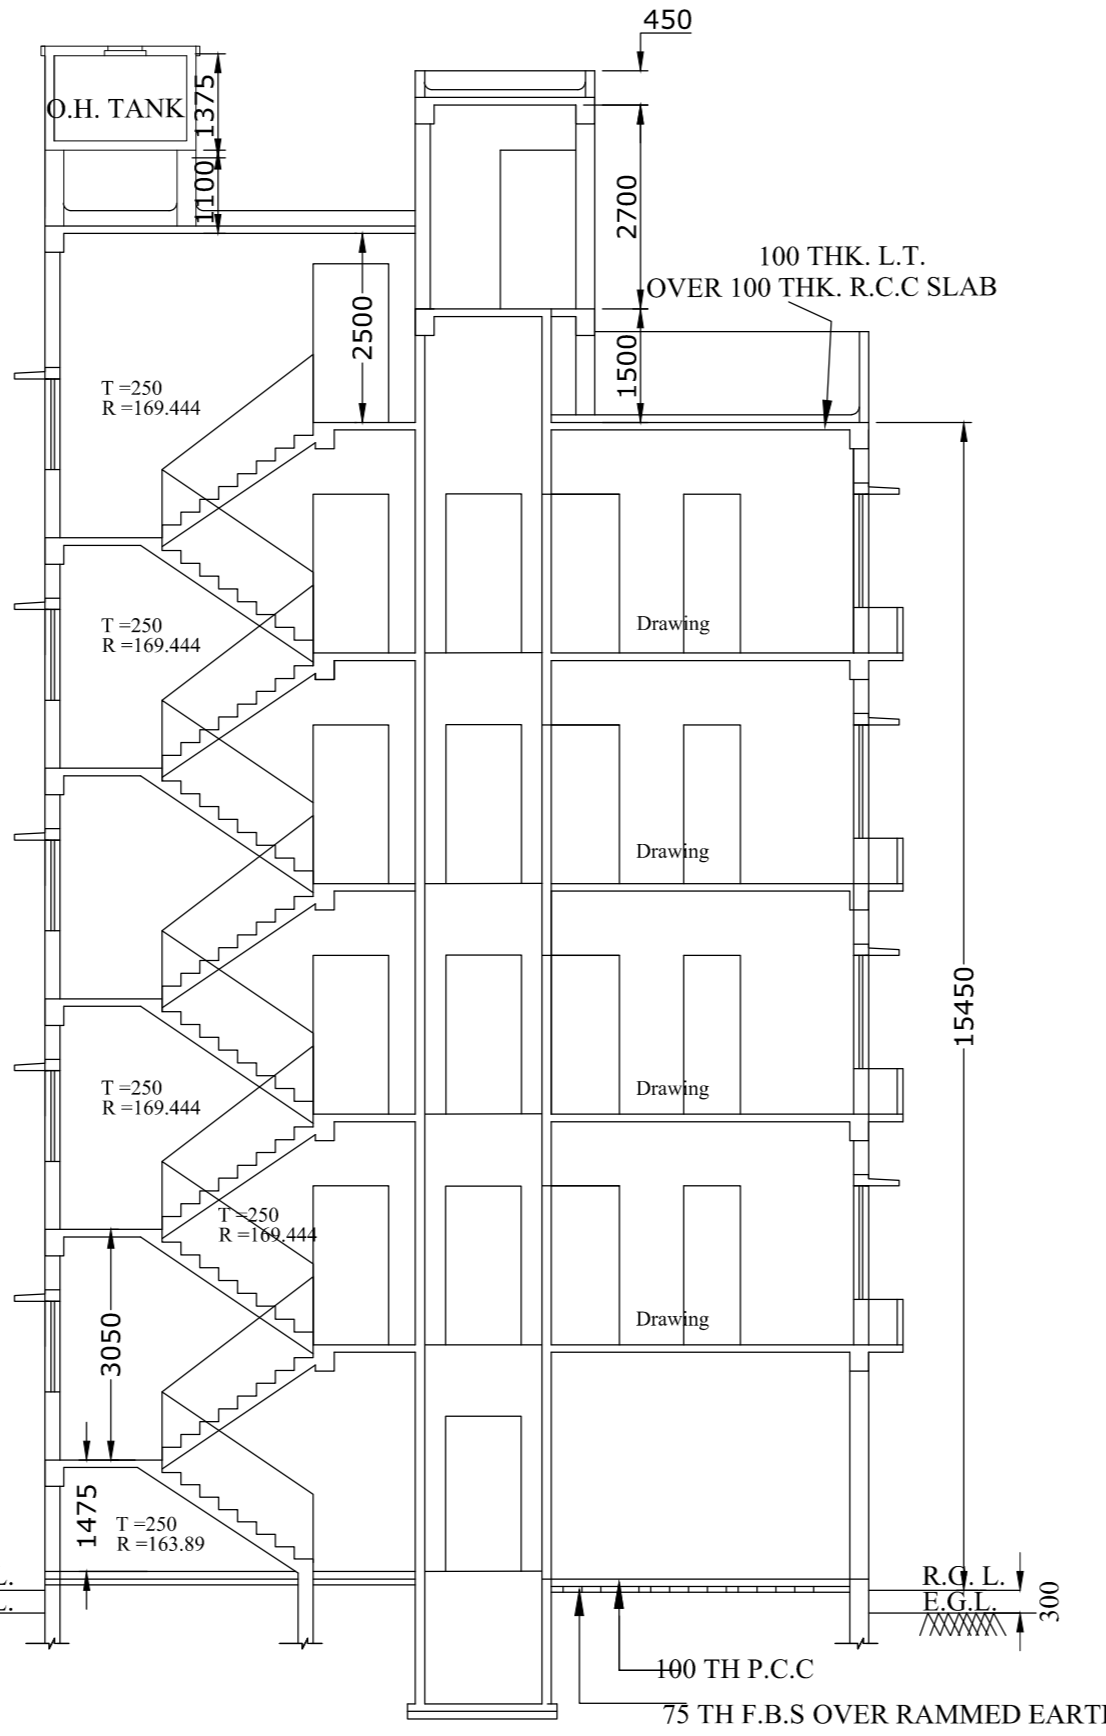 450
O.H. TANK
1375
1100
2700
100 THK. L.T.
OVER 100 THK. R.C.C SLAB
2500
1500
T =250
R =169.444
T =250
R =169.444
Drawing
Drawing
15450
T =250
R =169.444
Drawing
T =250
R =169.444
3050
Drawing
1475
T =250
R =163.89
R.G. L.
E.G.L.
300
100 TH P.C.C
75 TH F.B.S OVER RAMMED